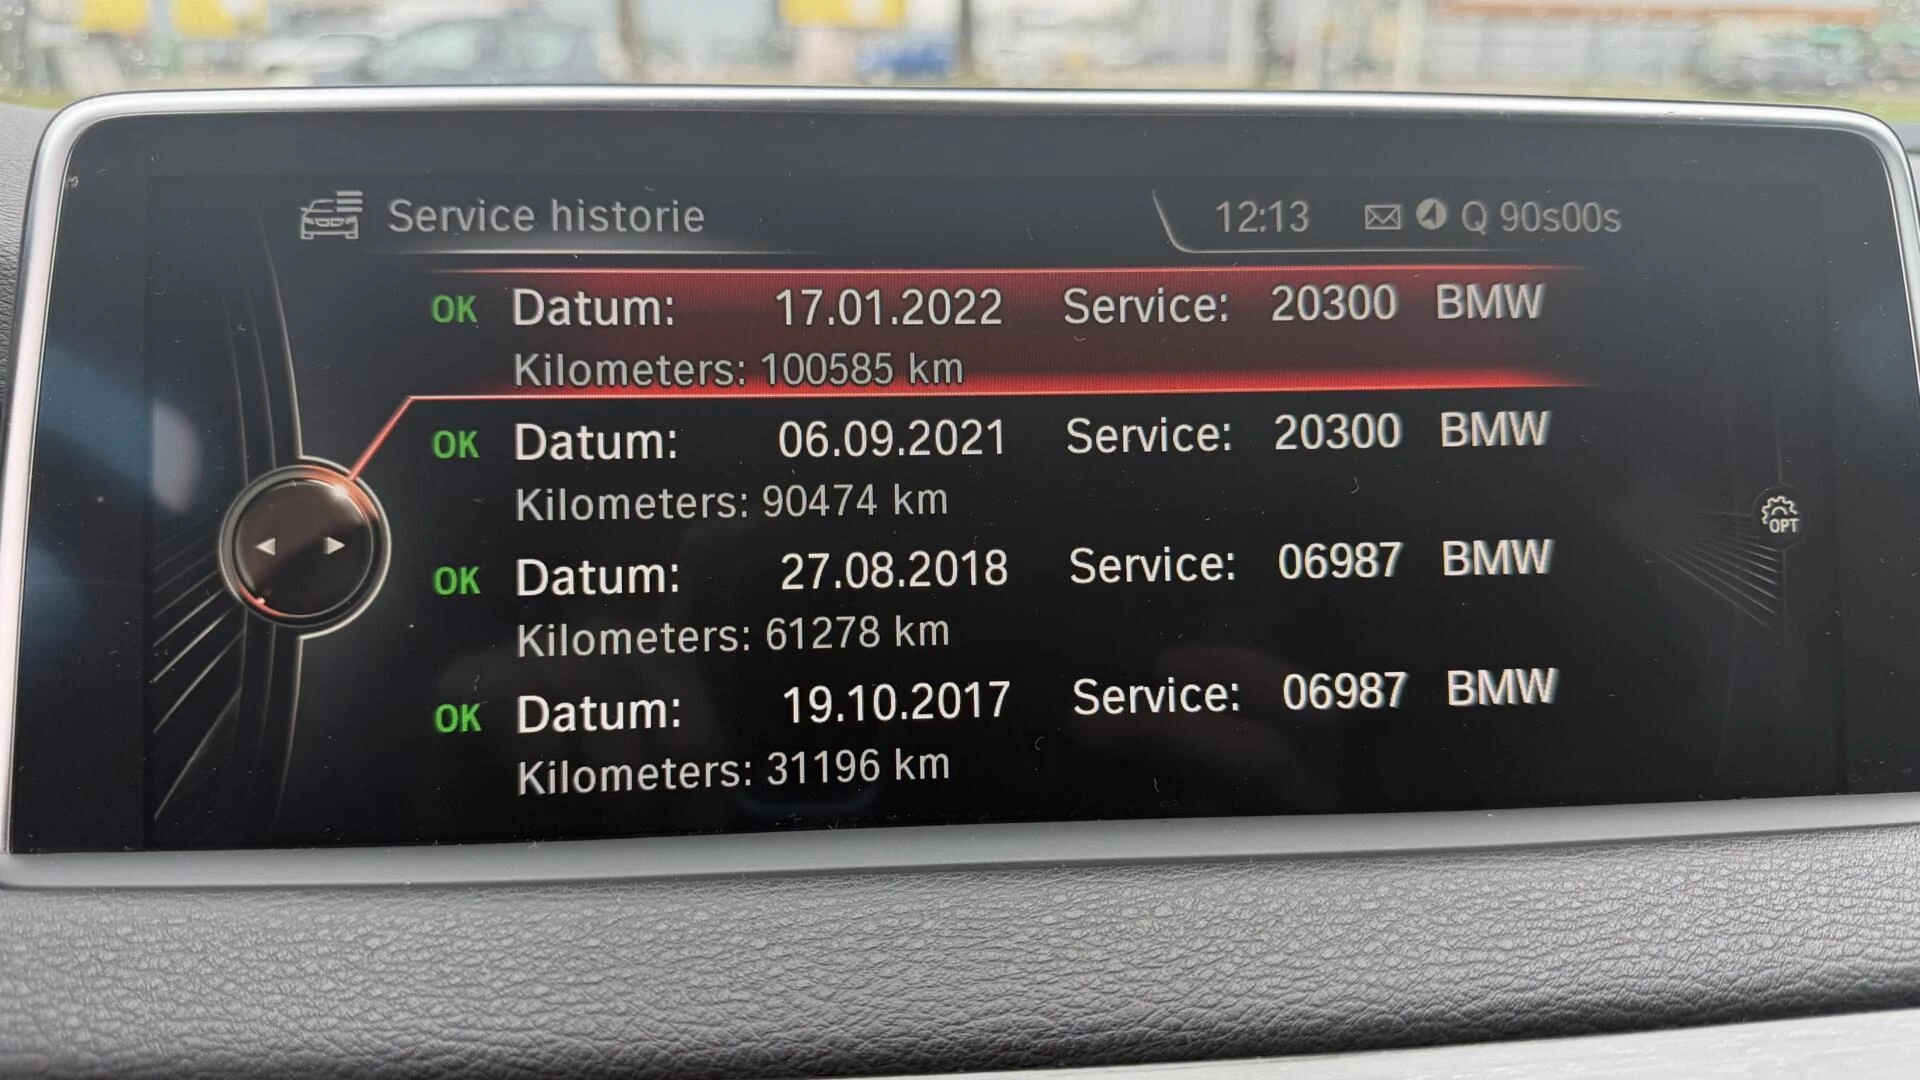 Service historie 12:13 Q 90s00s
OK Datum: 17.01.2022 Service: 20300 BMW
Kilometers: 100585 km
OK Datum: 06.09.2021 Service: 20300 BMW
Kilometers: 90474 km
OK Datum: 27.08.2018 Service: 06987 BMW
OPT
Kilometers: 61278 km
OK Datum: 19.10.2017 Service: 06987 BMW
Kilometers: 31196 km